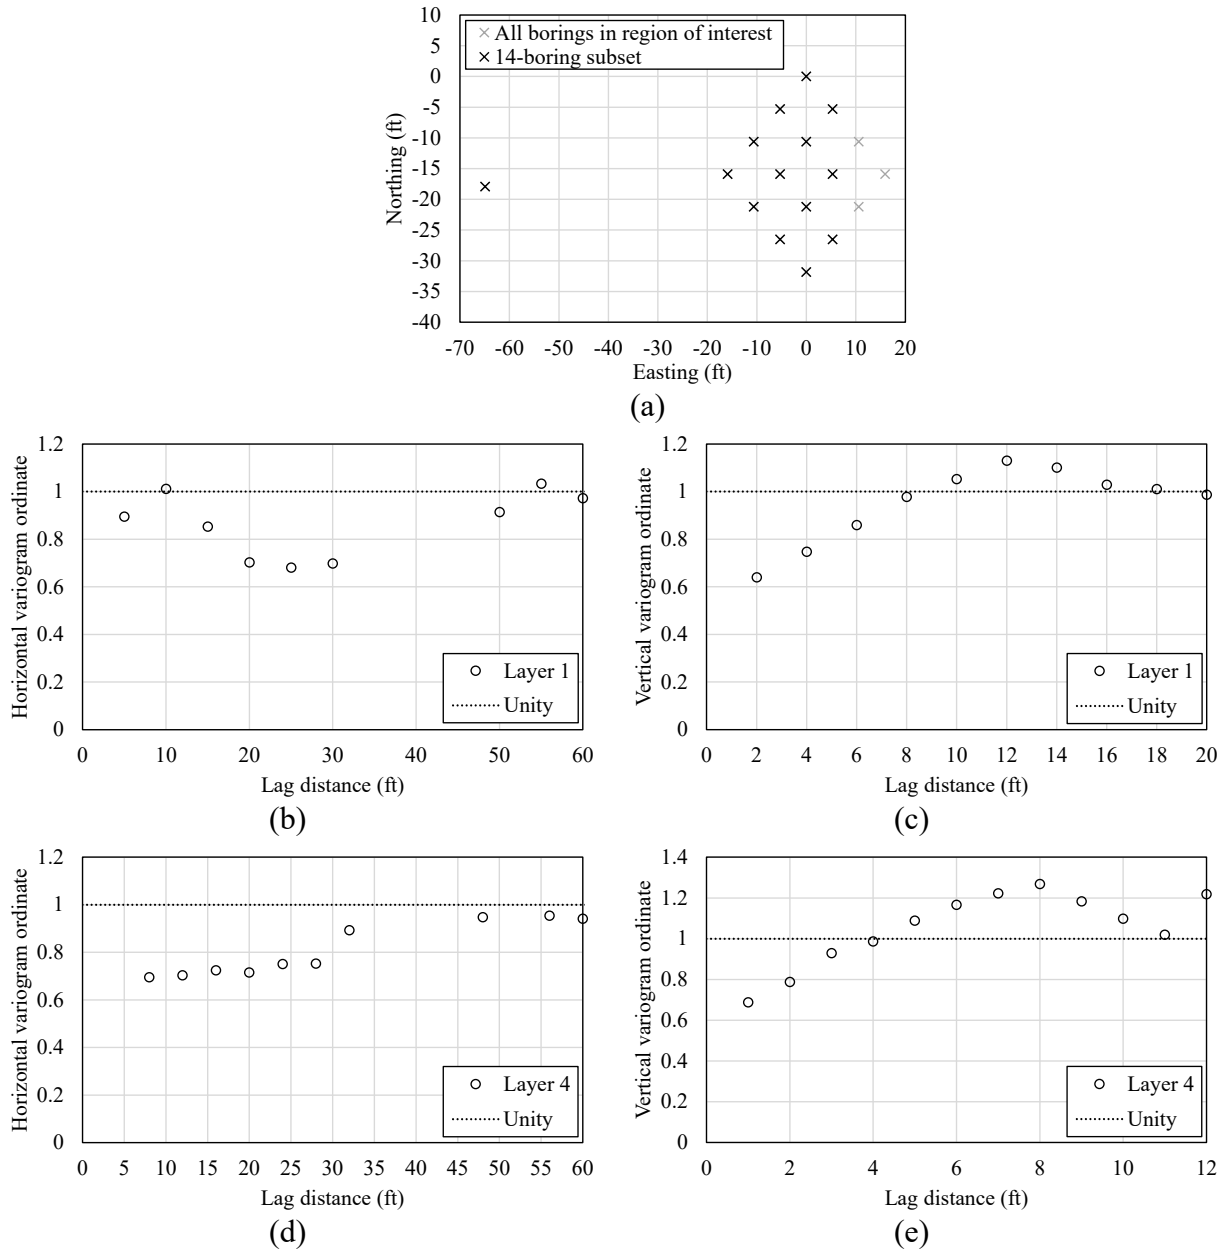 10
5
0
-5
-10
-15
-20
-25
-30
-35
-40
Northing (ft)
All borings in region of interest
14-boring subset
-70 -60 -50 -40 -30 -20 -10 0 10 20
Easting (ft)
(a)
1.2
1
0.8
0.6
0.4
0.2
0
Horizontal variogram ordinate
Layer 1
Unity
0 10 20 30 40 50 60
Lag distance (ft)
(b)
1.2
1
0.8
0.6
0.4
0.2
0
Vertical variogram ordinate
Layer 1
Unity
0 2 4 6 8 10 12 14 16 18 20
Lag distance (ft)
(c)
1.2
1
0.8
0.6
0.4
0.2
0
Horizontal variogram ordinate
Layer 4
Unity
0 5 10 15 20 25 30 35 40 45 50 55 60
Lag distance (ft)
(d)
1.4
1.2
1
0.8
0.6
0.4
0.2
0
Vertical variogram ordinate
Layer 4
Unity
0 2 4 6 8 10 12
Lag distance (ft)
(e)